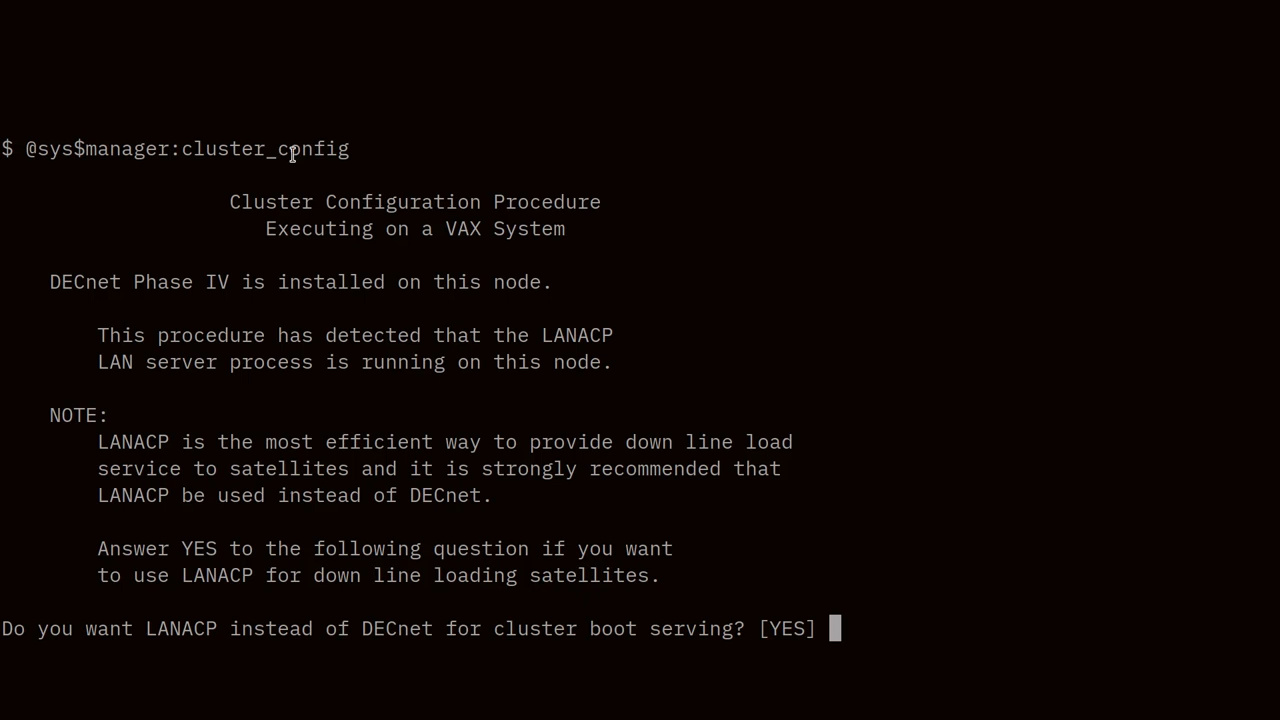 $ @sys$manager:cluster_config
Cluster Configuration Procedure
Executing on a VAX System
DECnet Phase IV is installed on this node.
This procedure has detected that the LANACP
LAN server process is running on this node.
NOTE:
LANACP is the most efficient way to provide down line load
service to satellites and it is strongly recommended that
LANACP be used instead of DECnet.
Answer YES to the following question if you want
to use LANACP for down line loading satellites.
Do you want LANACP instead of DECnet for cluster boot serving? [YES]